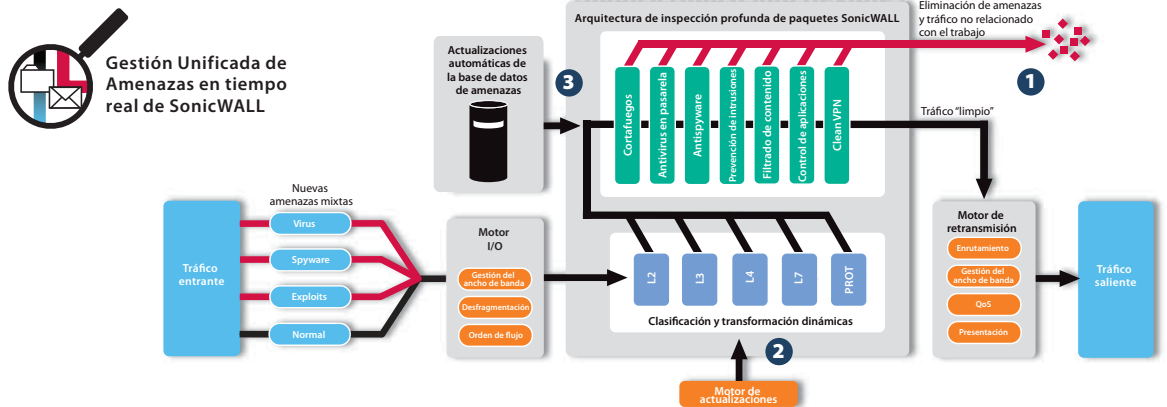 Gestión Unificada de
Amenazas en tiempo
real de SonicWALL
Arquitectura de inspección profunda de paquetes SonicWALL
Eliminación de amenazas
y tráfico no relacionado
con el trabajo
1
Actualizaciones
automáticas de
la base de datos
de amenazas
3
Cortafuegos
Antivirus en pasarela
Antispyware
Prevención de intrusiones
Filtrado de contenido
Control de aplicaciones
Clean VPN
Tráfico “limpio”
Nuevas
amenazas mixtas
Tráfico
entrante
Virus
Spyware
Exploits
Normal
Motor
I/O
Gestión del
ancho de banda
Desfragmentación
Orden de flujo
L2
L3
L4
L7
PROT
Clasificación y transformación dinámicas
2
Motor de
actualizaciones
Motor de
retransmisión
Enrutamiento
Gestión del
ancho de banda
QoS
Presentación
Tráfico
saliente